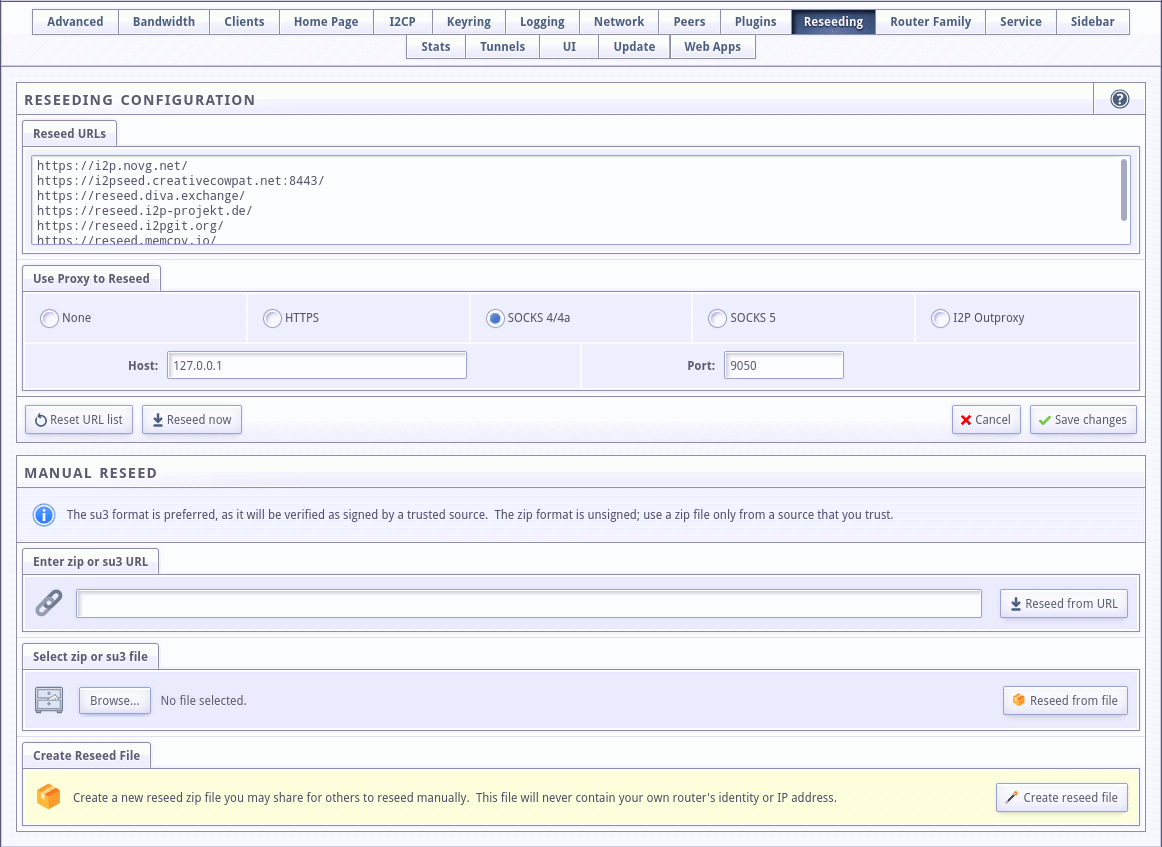 Advanced Bandwidth Clients Home Page I2CP Keyring Logging Network Peers Plugins Reseeding Router Family Service Sidebar
Stats Tunnels UI Update Web Apps
RESEEDING CONFIGURATION ?
Reseed URLs
https://i2p.novg.net/
https://i2pseed.creativecowpat.net:8443/
https://reseed.diva.exchange/
https://reseed.i2p-projekt.de/
https://reseed.i2pgit.org/
https://reseed.memcpy.io/
Use Proxy to Reseed
None HTTPS SOCKS 4/4a SOCKS 5 I2P Outproxy
Host: 127.0.0.1 Port: 9050
Reset URL list Reseed now Cancel Save changes
MANUAL RESEED
The su3 format is preferred, as it will be verified as signed by a trusted source. The zip format is unsigned; use a zip file only from a source that you trust.
Enter zip or su3 URL
Reseed from URL
Select zip or su3 file
Browse... No file selected. Reseed from file
Create Reseed File
Create a new reseed zip file you may share for others to reseed manually. This file will never contain your own router's identity or IP address. Create reseed file